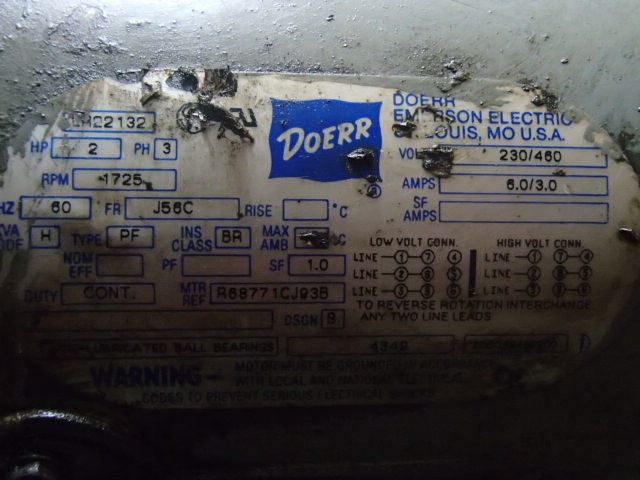 22132
DOERR
DOERR
EMERSON ELECTRIC
LOUIS, MO U.S.A.
HP 2 PH 3
230/460
RPM 1725
AMPS 6.0/3.0
HZ 60 FR J56C RISE °C
SF AMPS
H TYPE PF INS CLASS BR MAX AMB
NOM EFF PF SF 1.0
DUTY CONT. MTR REF R68771CJ93B
DSGN B
LOW VOLT CONN. HIGH VOLT CONN.
LINE 1 7 4 LINE 1 7 4
LINE 2 8 5 LINE 2 8 5
LINE 3 9 6 LINE 3 9 6
TO REVERSE ROTATION INTERCHANGE
ANY TWO LINE LEADS
LUBRICATED BALL BEARINGS 4349
WARNING- MOTOR MUST BE GROUNDED IN ACCORDANCE
WITH LOCAL AND NATIONAL ELECTRICAL
CODES TO PREVENT SERIOUS ELECTRICAL SHOCKS